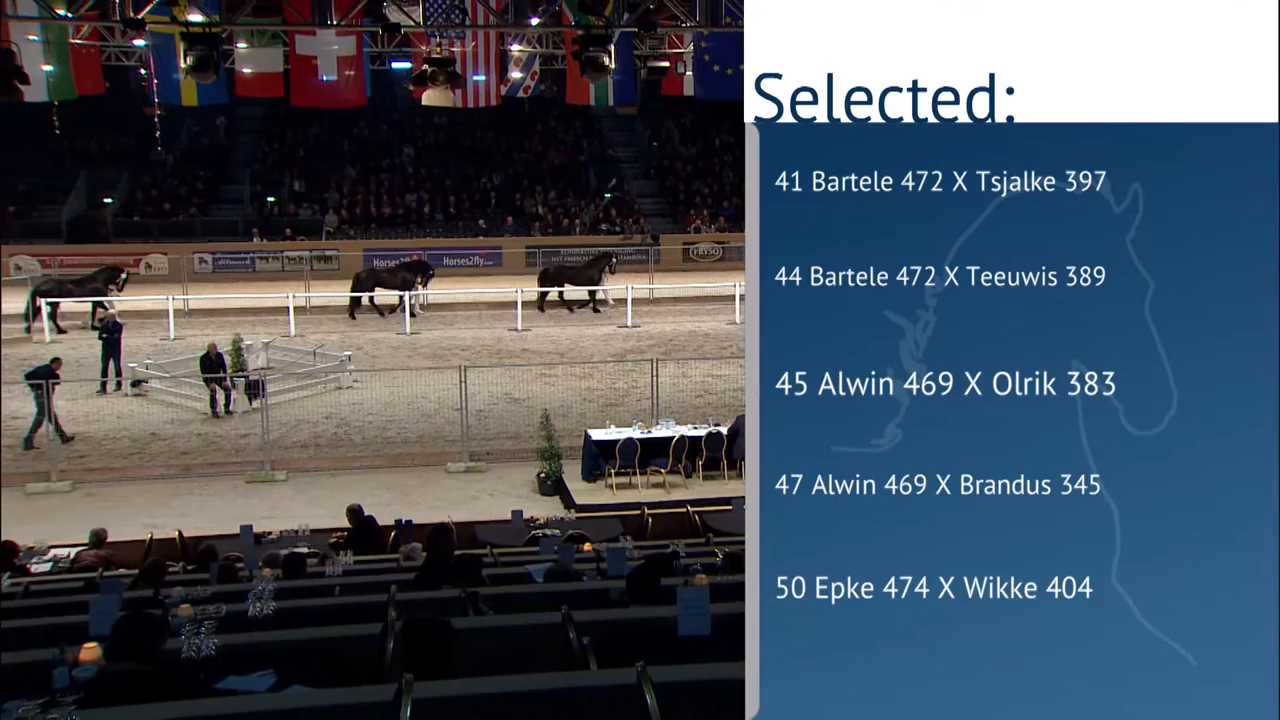 Selected:
41 Bartele 472 X Tsjalke 397
44 Bartele 472 X Teeuwis 389
45 Alwin 469 X Olrik 383
47 Alwin 469 X Brandus 345
50 Epke 474 X Wikke 404
Horses2fly
FRYSO